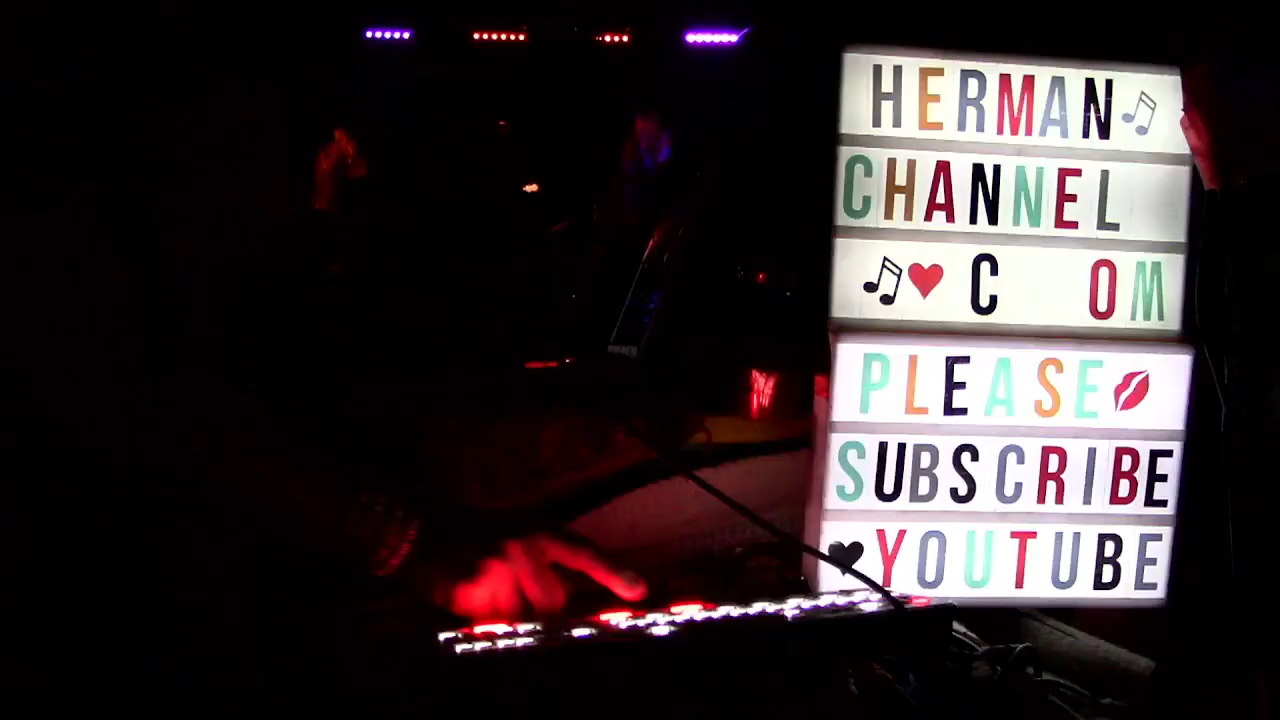 HERMAN♫
CHANNEL
♫♥ C OM
PLEASE💋
SUBSCRIBE
♥YOUTUBE